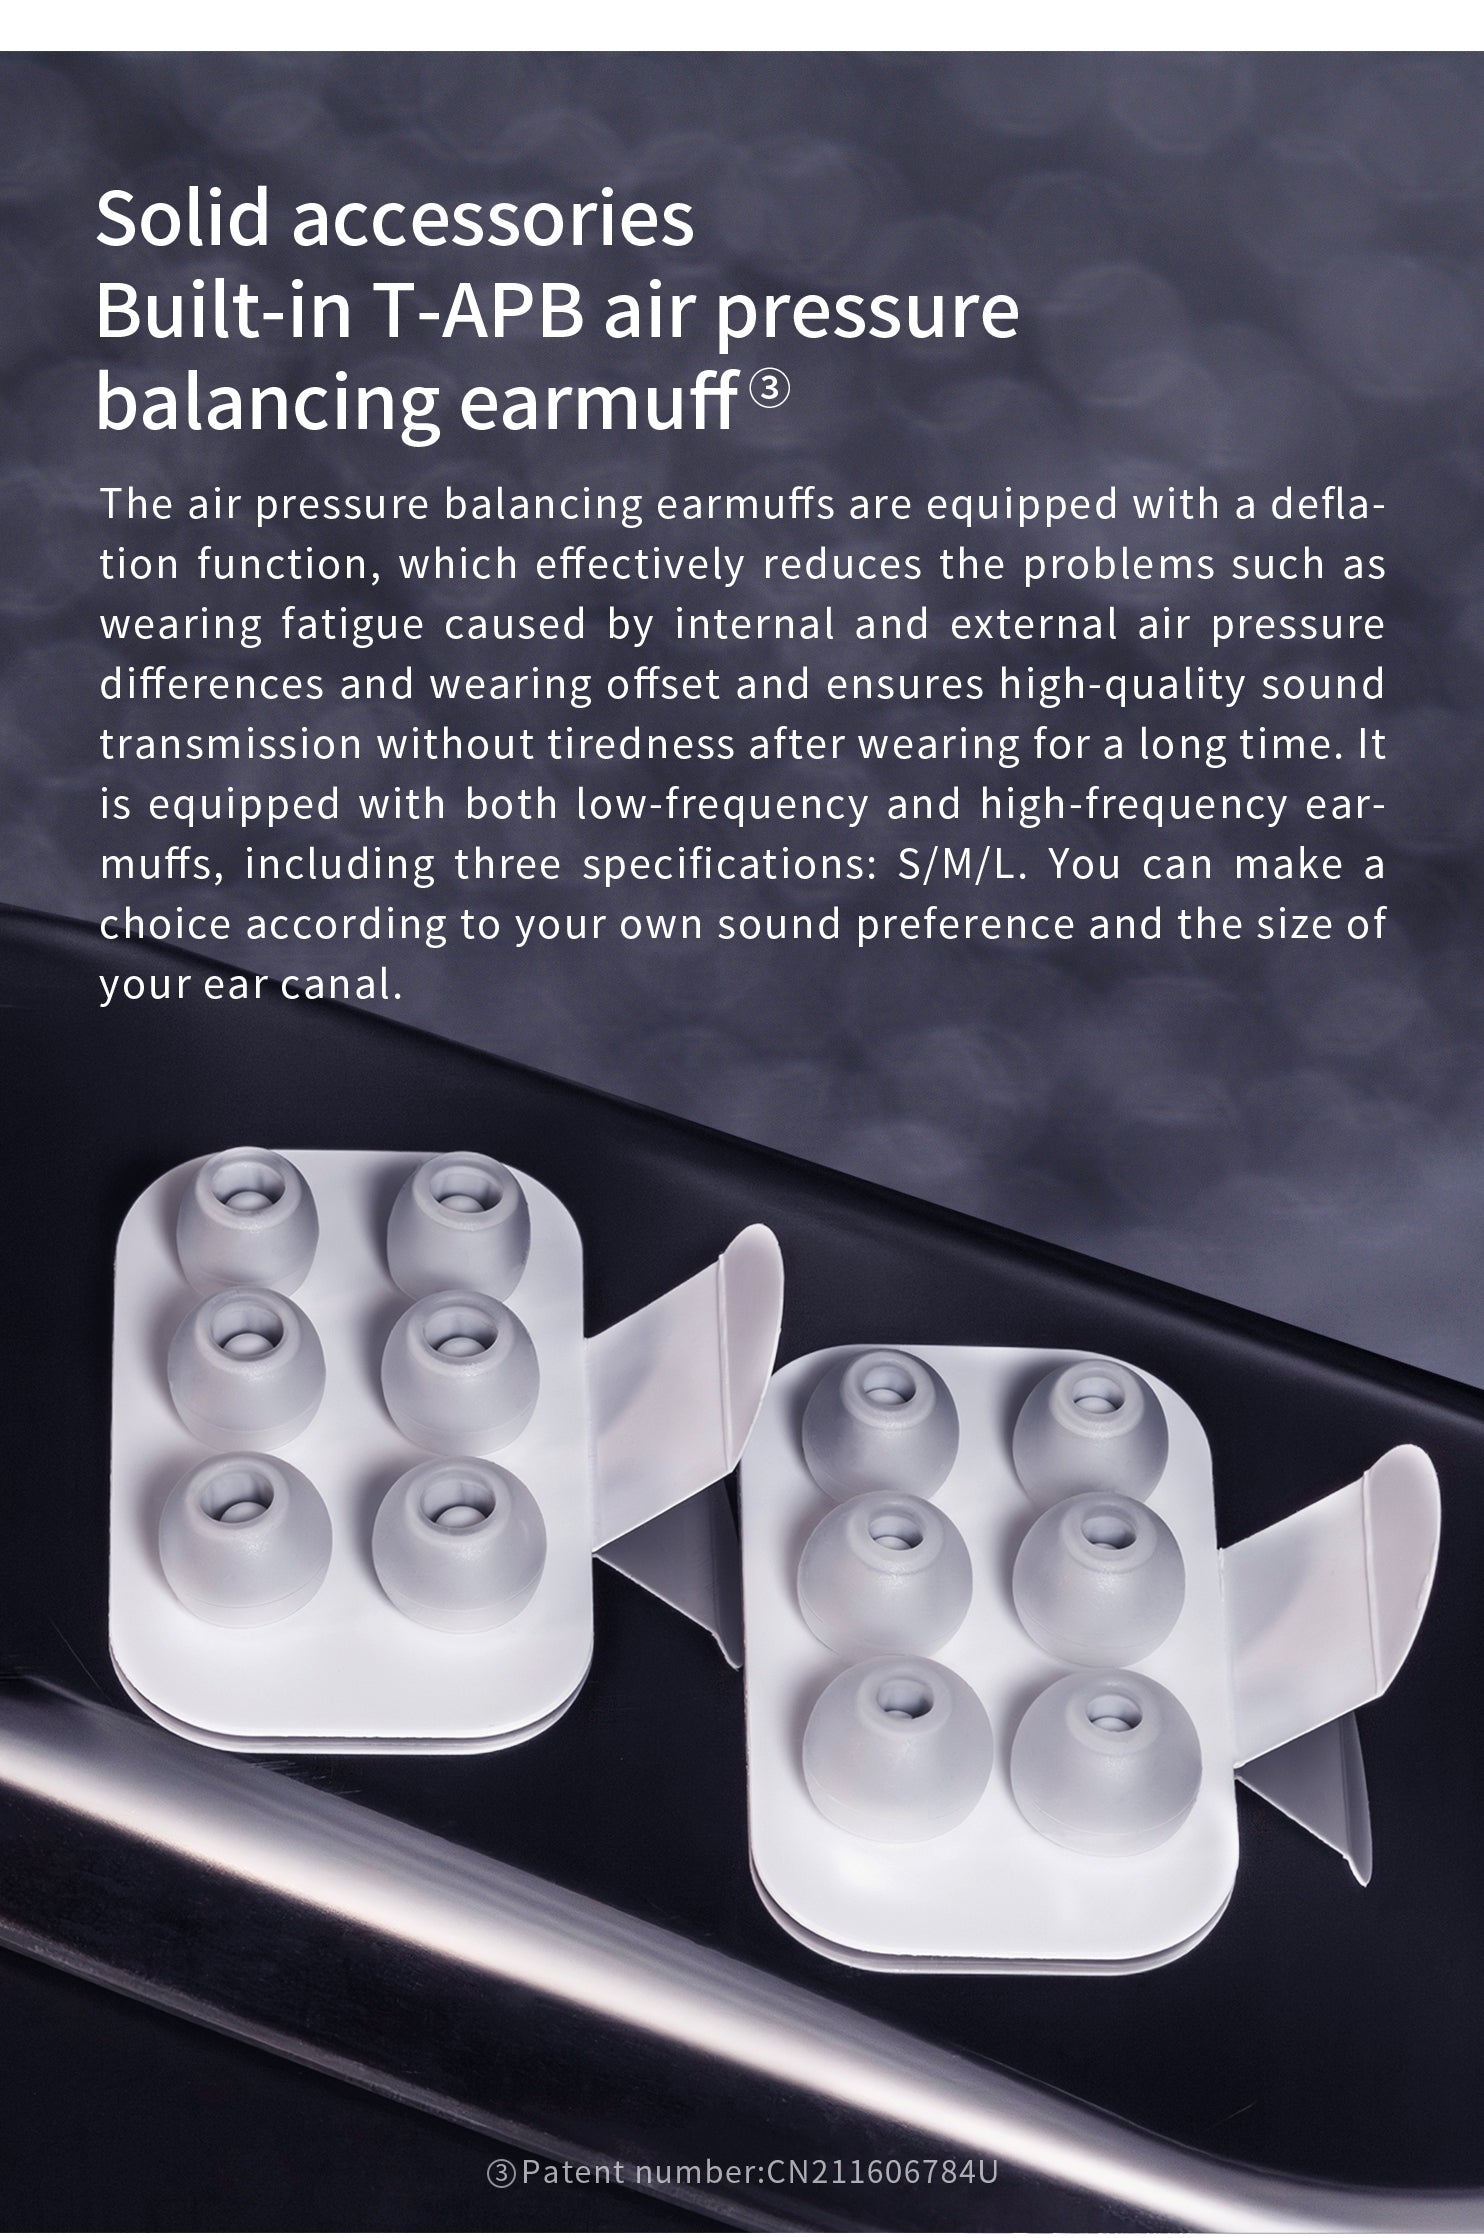 Solid accessories
Built-in T-APB air pressure
balancing earmuff③
The air pressure balancing earmuffs are equipped with a defla-
tion function, which effectively reduces the problems such as
wearing fatigue caused by internal and external air pressure
differences and wearing offset and ensures high-quality sound
transmission without tiredness after wearing for a long time. It
is equipped with both low-frequency and high-frequency ear-
muffs, including three specifications: S/M/L. You can make a
choice according to your own sound preference and the size of
your ear canal.
③Patent number:CN211606784U